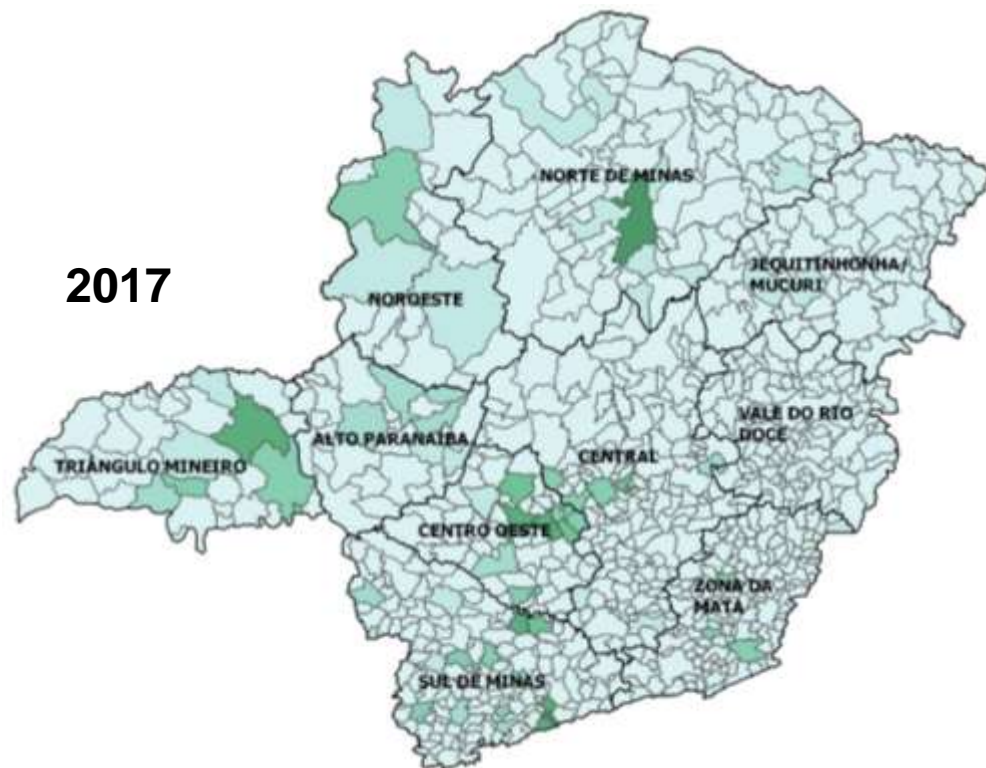 NORTE DE MINAS
2017
JEQUITINHONHA/
MUCURI
NOROESTE
VALE DO RIO
DOCE
ALTO PARANAÍBA
CENTRAL
TRIÂNGULO MINEIRO
CENTRO OESTE
ZONA DA
MATA
SUL DE MINAS